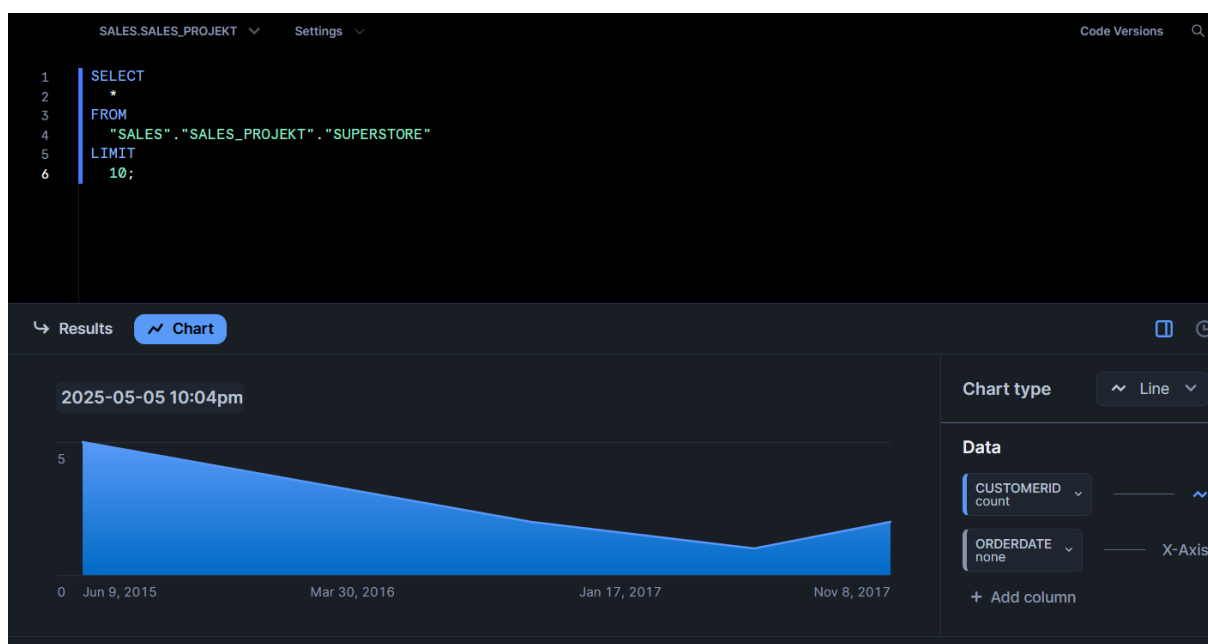 SALES.SALES_PROJEKT Settings Code Versions
1 SELECT
2 *
3 FROM
4 "SALES"."SALES_PROJEKT"."SUPERSTORE"
5 LIMIT
6 10;
Results Chart
2025-05-05 10:04pm
5
0 Jun 9, 2015 Mar 30, 2016 Jan 17, 2017 Nov 8, 2017
Chart type Line
Data
CUSTOMERID
count
ORDERDATE
none
X-Axis
+ Add column